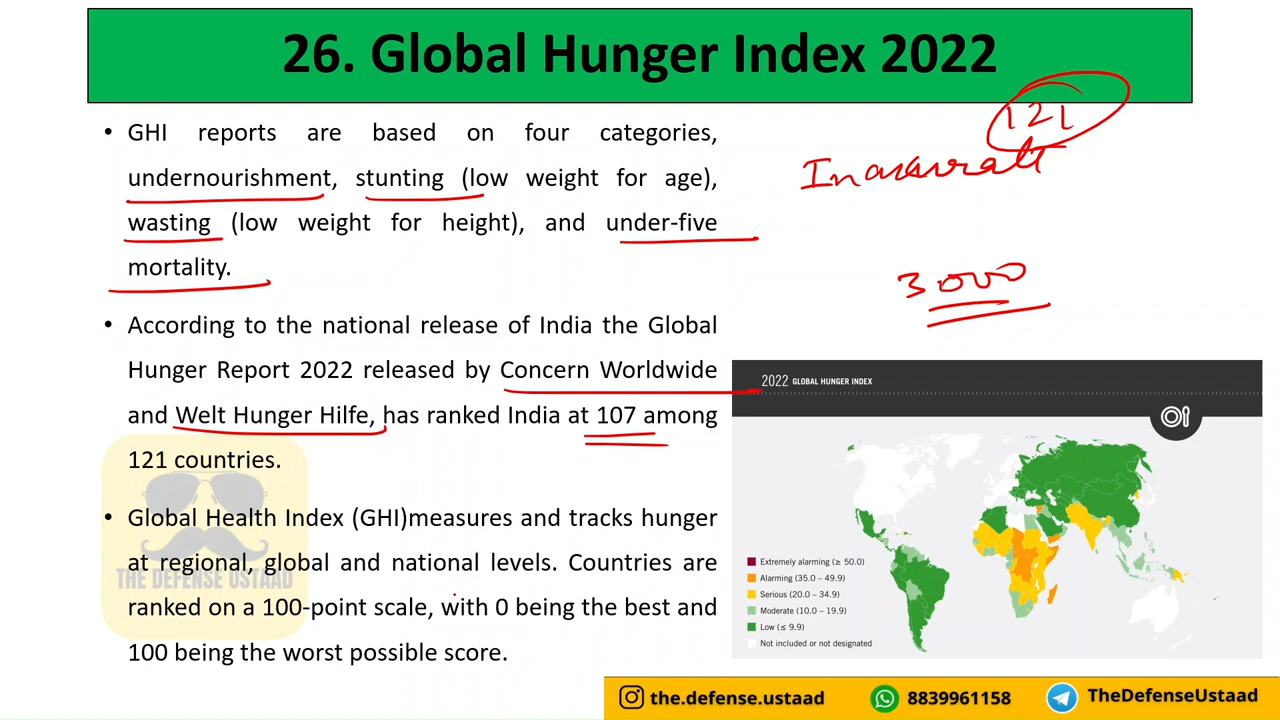 26. Global Hunger Index 2022
• GHI reports are based on four categories,
undernourishment, stunting (low weight for age),
wasting (low weight for height), and under-five
mortality.
• According to the national release of India the Global
Hunger Report 2022 released by Concern Worldwide
and Welt Hunger Hilfe, has ranked India at 107 among
121 countries.
• Global Health Index (GHI)measures and tracks hunger
at regional, global and national levels. Countries are
ranked on a 100-point scale, with 0 being the best and
100 being the worst possible score.
THE DEFENSE USTAAD
121
3000
2022 GLOBAL HUNGER INDEX
Extremely alarming (≥ 50.0)
Alarming (35.0 – 49.9)
Serious (20.0 – 34.9)
Moderate (10.0 – 19.9)
Low (≤ 9.9)
Not included or not designated
the.defense.ustaad
8839961158
TheDefenseUstaad